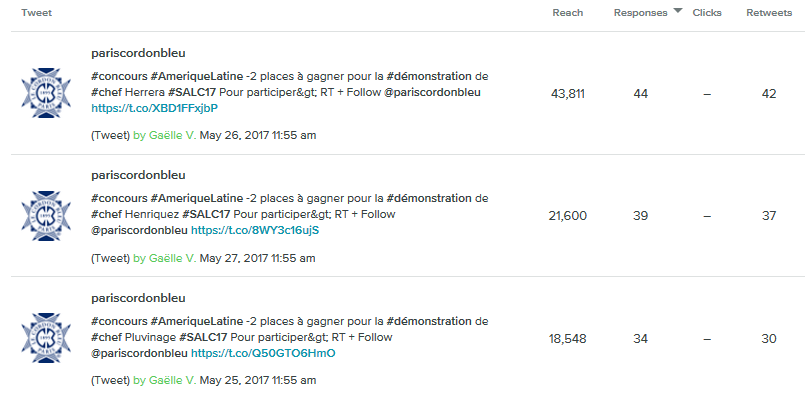 Tweet Reach Responses Clicks Retweets
pariscordonbleu
#concours #AmeriqueLatine -2 places à gagner pour la #démonstration de
#chef Herrera #SALC17 Pour participer&gt; RT + Follow @pariscordonbleu
https://t.co/XBD1FFxjbP
43,811 44 – 42
(Tweet) by Gaëlle V. May 26, 2017 11:55 am
pariscordonbleu
#concours #AmeriqueLatine -2 places à gagner pour la #démonstration de
#chef Henriquez #SALC17 Pour participer&gt; RT + Follow
@pariscordonbleu https://t.co/8WY3c16ujS
21,600 39 – 37
(Tweet) by Gaëlle V. May 27, 2017 11:55 am
pariscordonbleu
#concours #AmeriqueLatine -2 places à gagner pour la #démonstration de
#chef Pluvinage #SALC17 Pour participer&gt; RT + Follow
@pariscordonbleu https://t.co/Q50GTO6HmO
18,548 34 – 30
(Tweet) by Gaëlle V. May 25, 2017 11:55 am